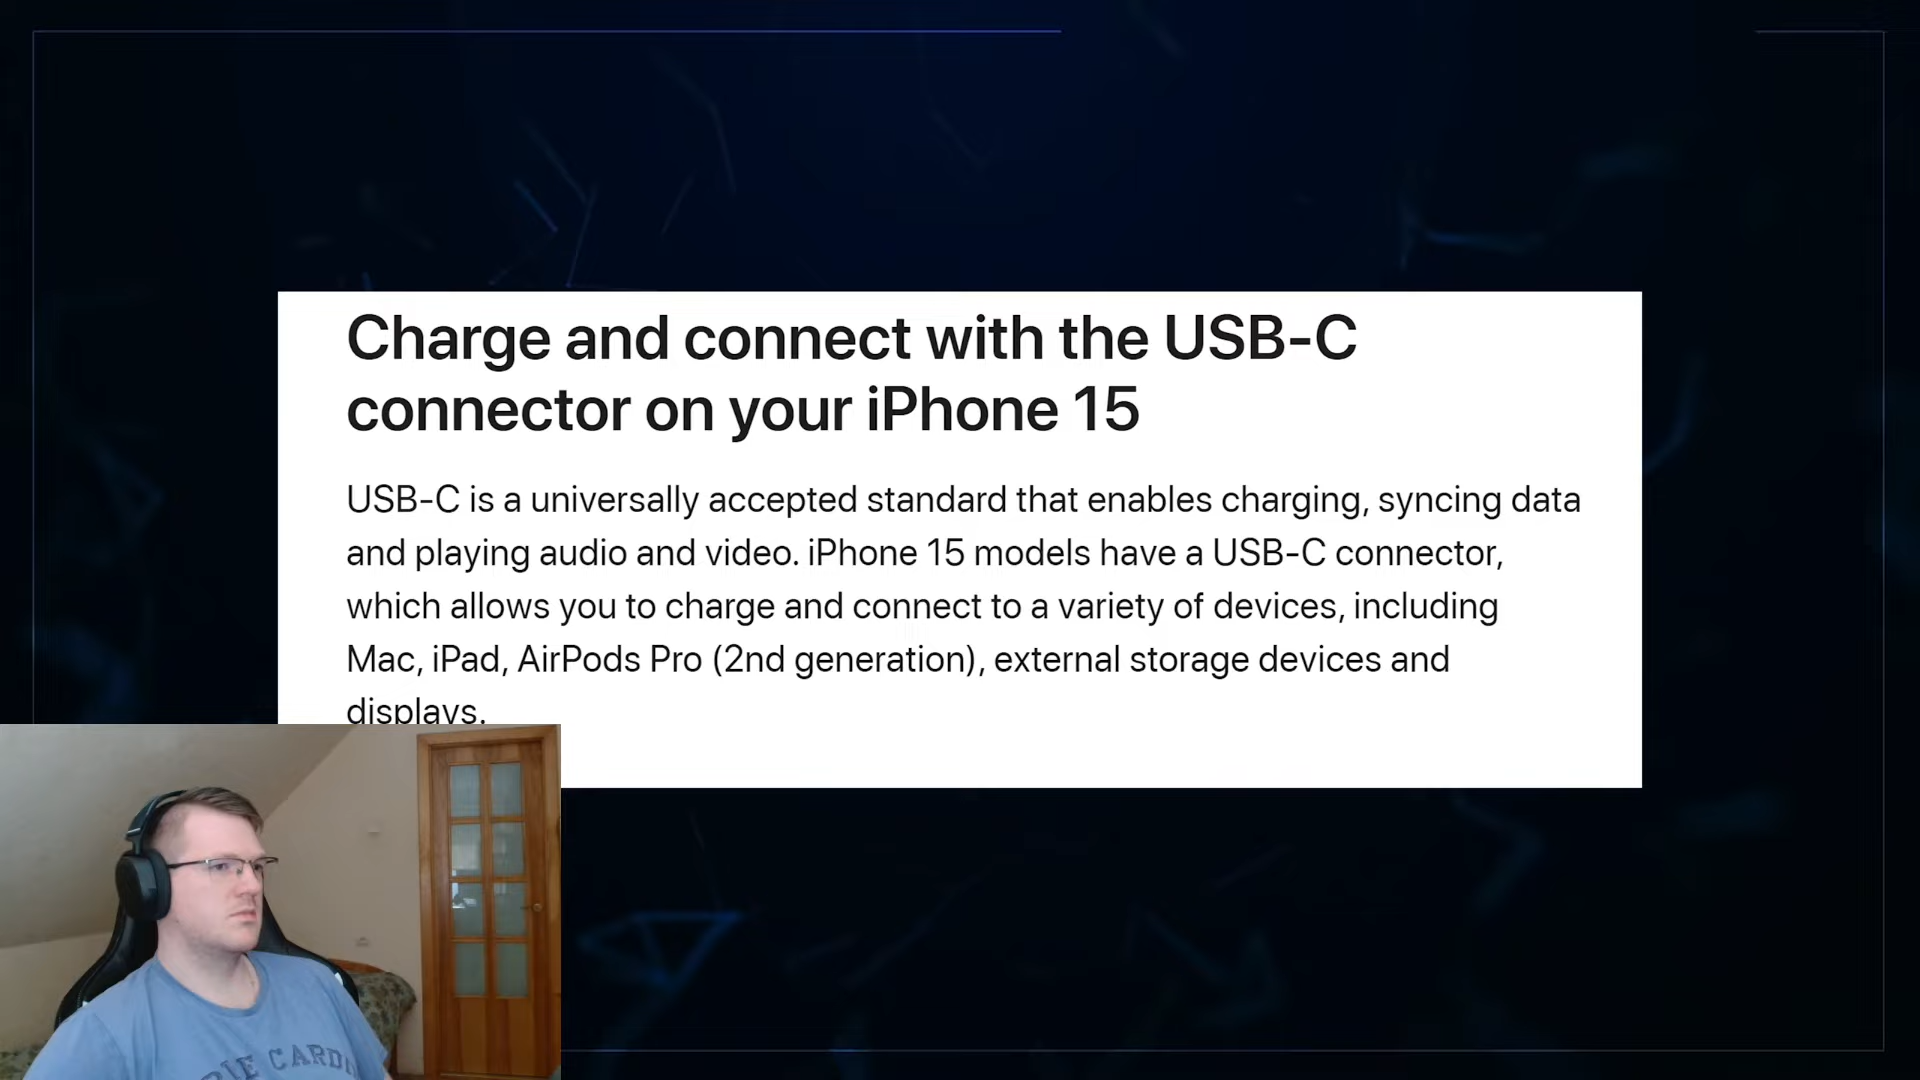 Charge and connect with the USB-C
connector on your iPhone 15
USB-C is a universally accepted standard that enables charging, syncing data
and playing audio and video. iPhone 15 models have a USB-C connector,
which allows you to charge and connect to a variety of devices, including
Mac, iPad, AirPods Pro (2nd generation), external storage devices and
displays.